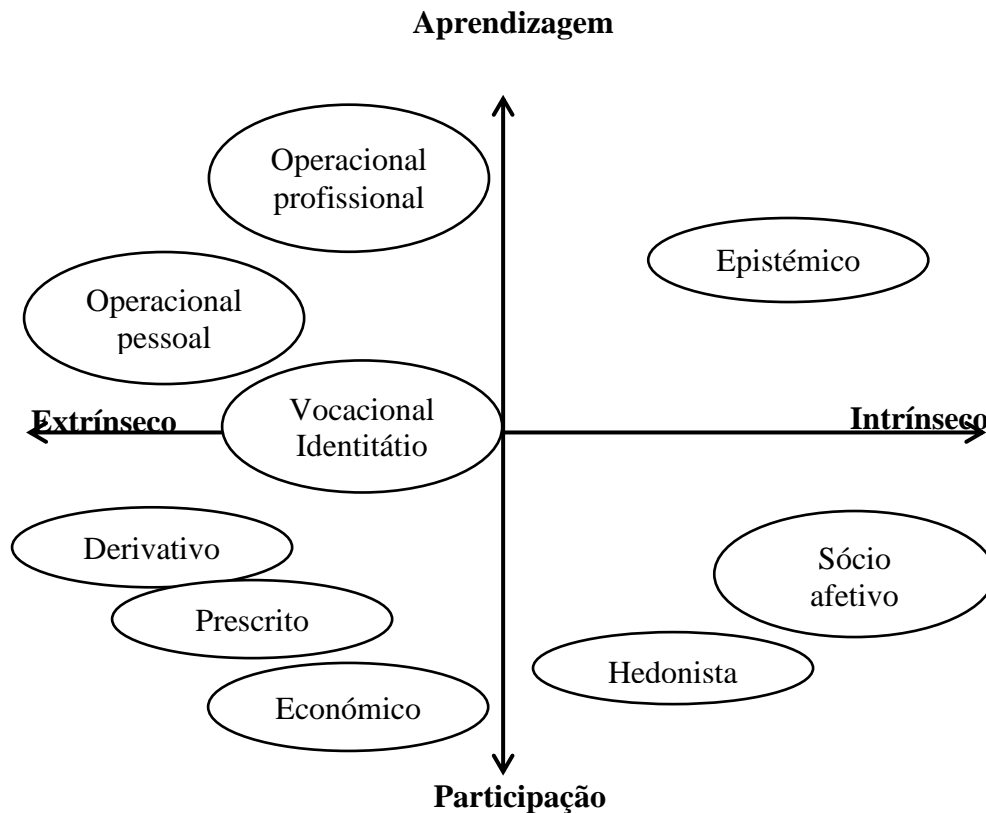 Aprendizagem
Operacional
profissional
Epistémico
Operacional
pessoal
Vocacional
Identitátio
Extrínseco
Intrínseco
Derivativo
Sócio
afetivo
Prescrito
Hedonista
Económico
Participação